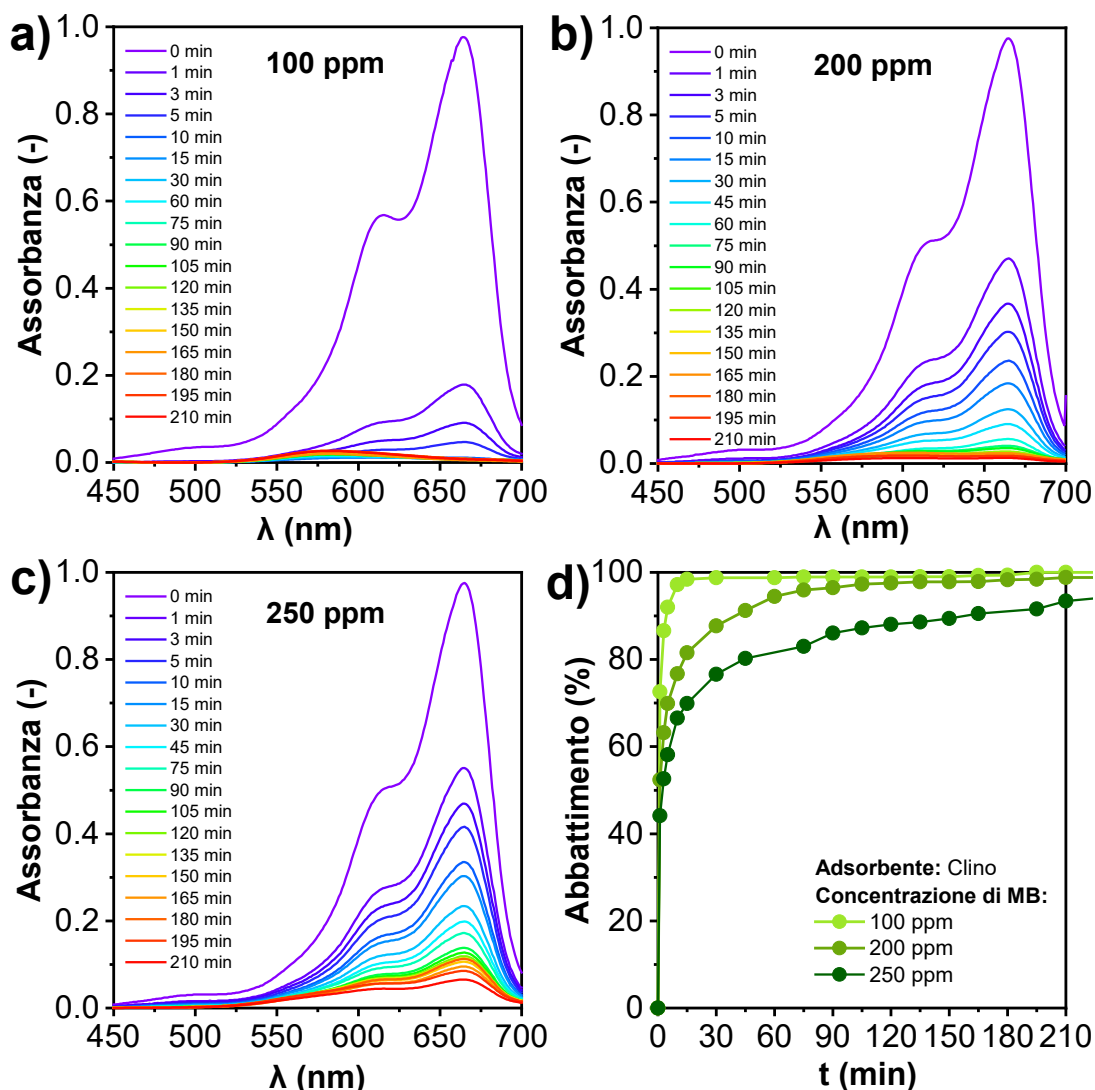 a)
100 ppm
Assorbanza (-)
1.0
0.8
0.6
0.4
0.2
0.0
0 min
1 min
3 min
5 min
10 min
15 min
30 min
60 min
75 min
90 min
105 min
120 min
135 min
150 min
165 min
180 min
195 min
210 min
450 500 550 600 650 700
λ (nm)
b)
200 ppm
Assorbanza (-)
1.0
0.8
0.6
0.4
0.2
0.0
0 min
1 min
3 min
5 min
10 min
15 min
30 min
45 min
60 min
75 min
90 min
105 min
120 min
135 min
150 min
165 min
180 min
195 min
210 min
450 500 550 600 650 700
λ (nm)
c)
250 ppm
Assorbanza (-)
1.0
0.8
0.6
0.4
0.2
0.0
0 min
1 min
3 min
5 min
10 min
15 min
30 min
45 min
75 min
90 min
105 min
120 min
135 min
150 min
165 min
180 min
195 min
210 min
450 500 550 600 650 700
λ (nm)
d)
Abbattimento (%)
100
80
60
40
20
0
Adsorbente: Clino
Concentrazione di MB:
100 ppm
200 ppm
250 ppm
0 30 60 90 120 150 180 210
t (min)